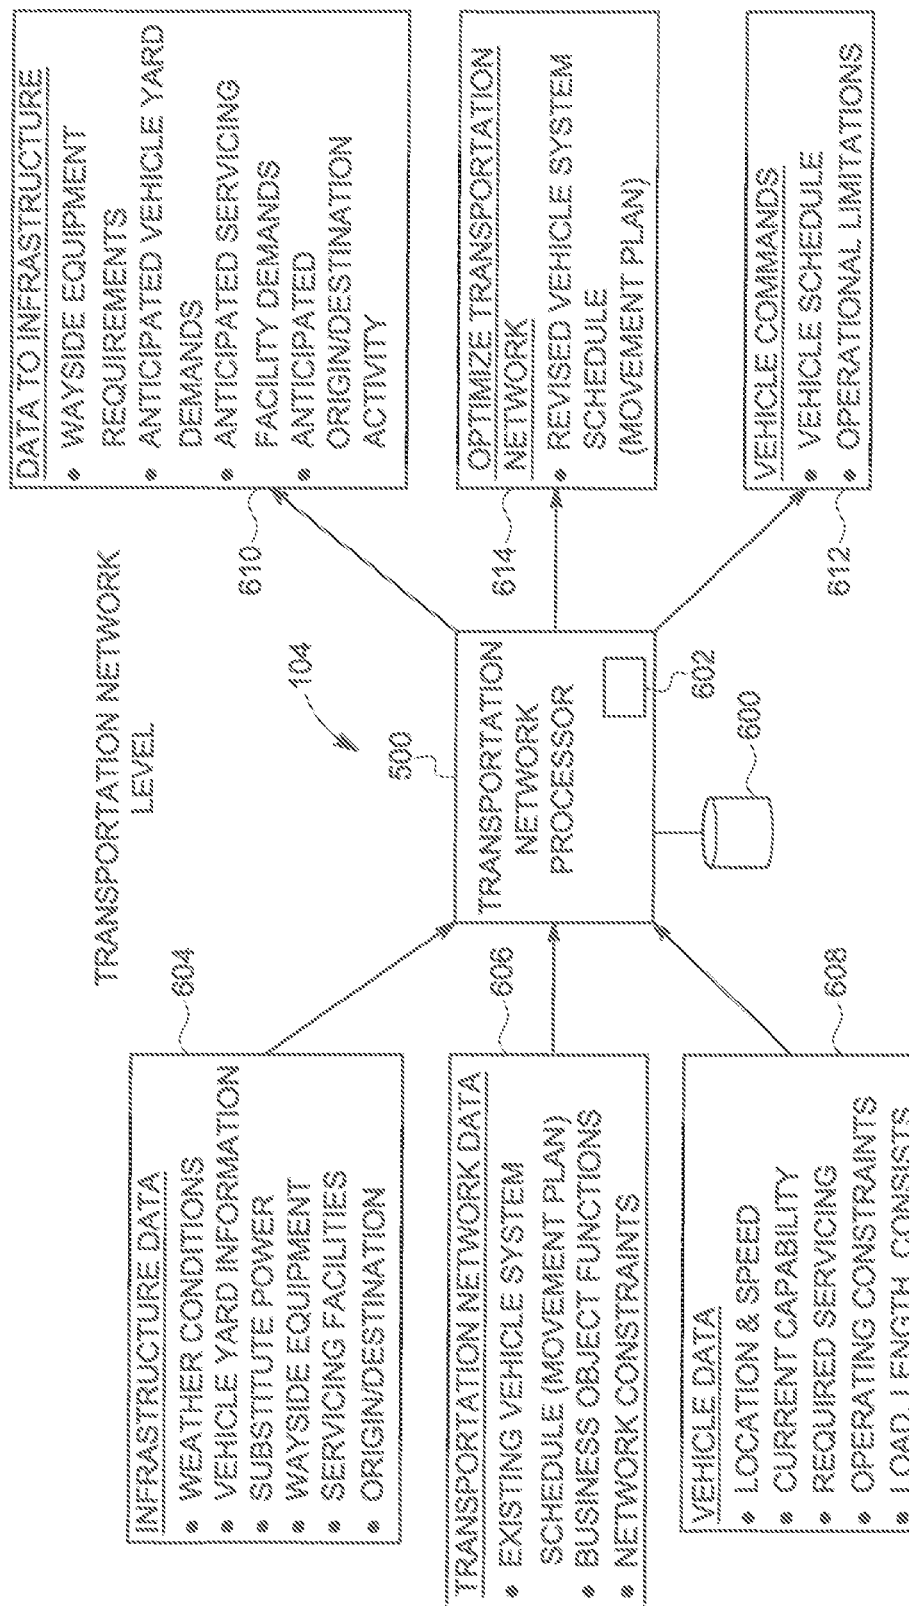 TRANSPORTATION NETWORK
LEVEL
104
INFRASTRUCTURE DATA
• WEATHER CONDITIONS
• VEHICLE YARD INFORMATION
• SUBSTITUTE POWER
• WAYSIDE EQUIPMENT
• SERVICING FACILITIES
• ORIGIN/DESTINATION
604
TRANSPORTATION NETWORK DATA
• EXISTING VEHICLE SYSTEM
SCHEDULE (MOVEMENT PLAN)
• BUSINESS OBJECT FUNCTIONS
• NETWORK CONSTRAINTS
606
VEHICLE DATA
• LOCATION & SPEED
• CURRENT CAPABILITY
• REQUIRED SERVICING
• OPERATING CONSTRAINTS
• LOAD, LENGTH, CONSISTS
608
500
TRANSPORTATION
NETWORK
PROCESSOR
602
600
DATA TO INFRASTRUCTURE
• WAYSIDE EQUIPMENT
REQUIREMENTS
• ANTICIPATED VEHICLE YARD
DEMANDS
• ANTICIPATED SERVICING
FACILITY DEMANDS
• ANTICIPATED
ORIGIN/DESTINATION
ACTIVITY
610
OPTIMIZE TRANSPORTATION
NETWORK
• REVISED VEHICLE SYSTEM
SCHEDULE
(MOVEMENT PLAN)
614
VEHICLE COMMANDS
• VEHICLE SCHEDULE
• OPERATIONAL LIMITATIONS
612